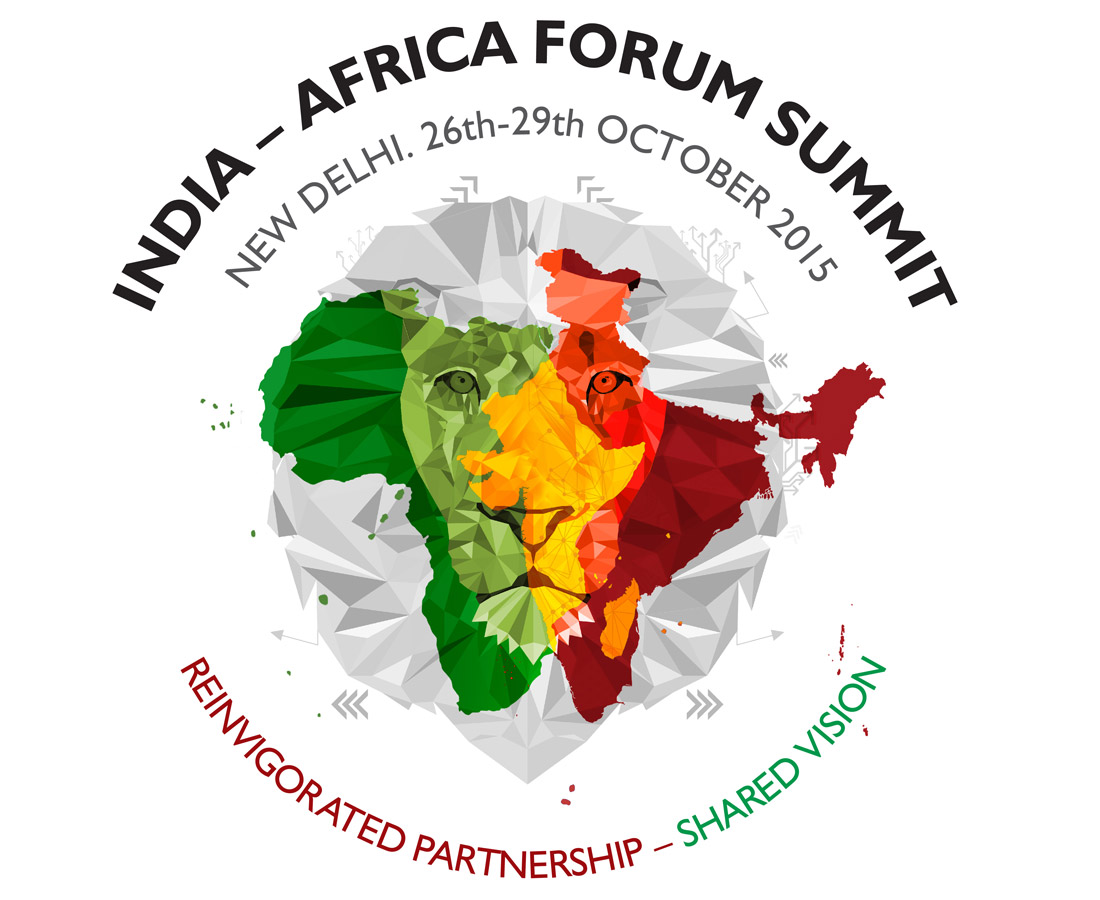 INDIA – AFRICA FORUM SUMMIT
NEW DELHI. 26th-29th OCTOBER 2015
REINVIGORATED PARTNERSHIP – SHARED VISION